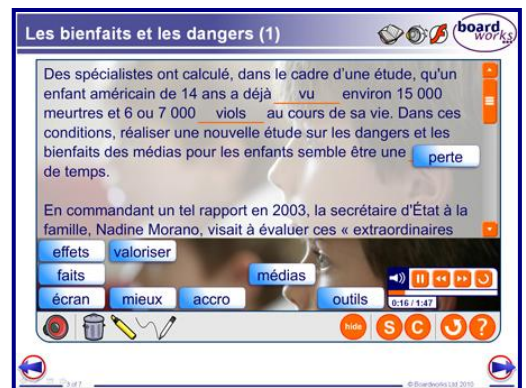 Les bienfaits et les dangers (1)
board
works
Des spécialistes ont calculé, dans le cadre d'une étude, qu'un
enfant américain de 14 ans a déjà vu environ 15 000
meurtres et 6 ou 7 000 viols au cours de sa vie. Dans ces
conditions, réaliser une nouvelle étude sur les dangers et les
bienfaits des médias pour les enfants semble être une perte
de temps.
En commandant un tel rapport en 2003, la secrétaire d'État à la
famille, Nadine Morano, visait à évaluer ces « extraordinaires
effets valoriser
faits médias
écran mieux accro outils
0:16 / 1:47
hide S C ?
of 7
© Boardworks Ltd 2010